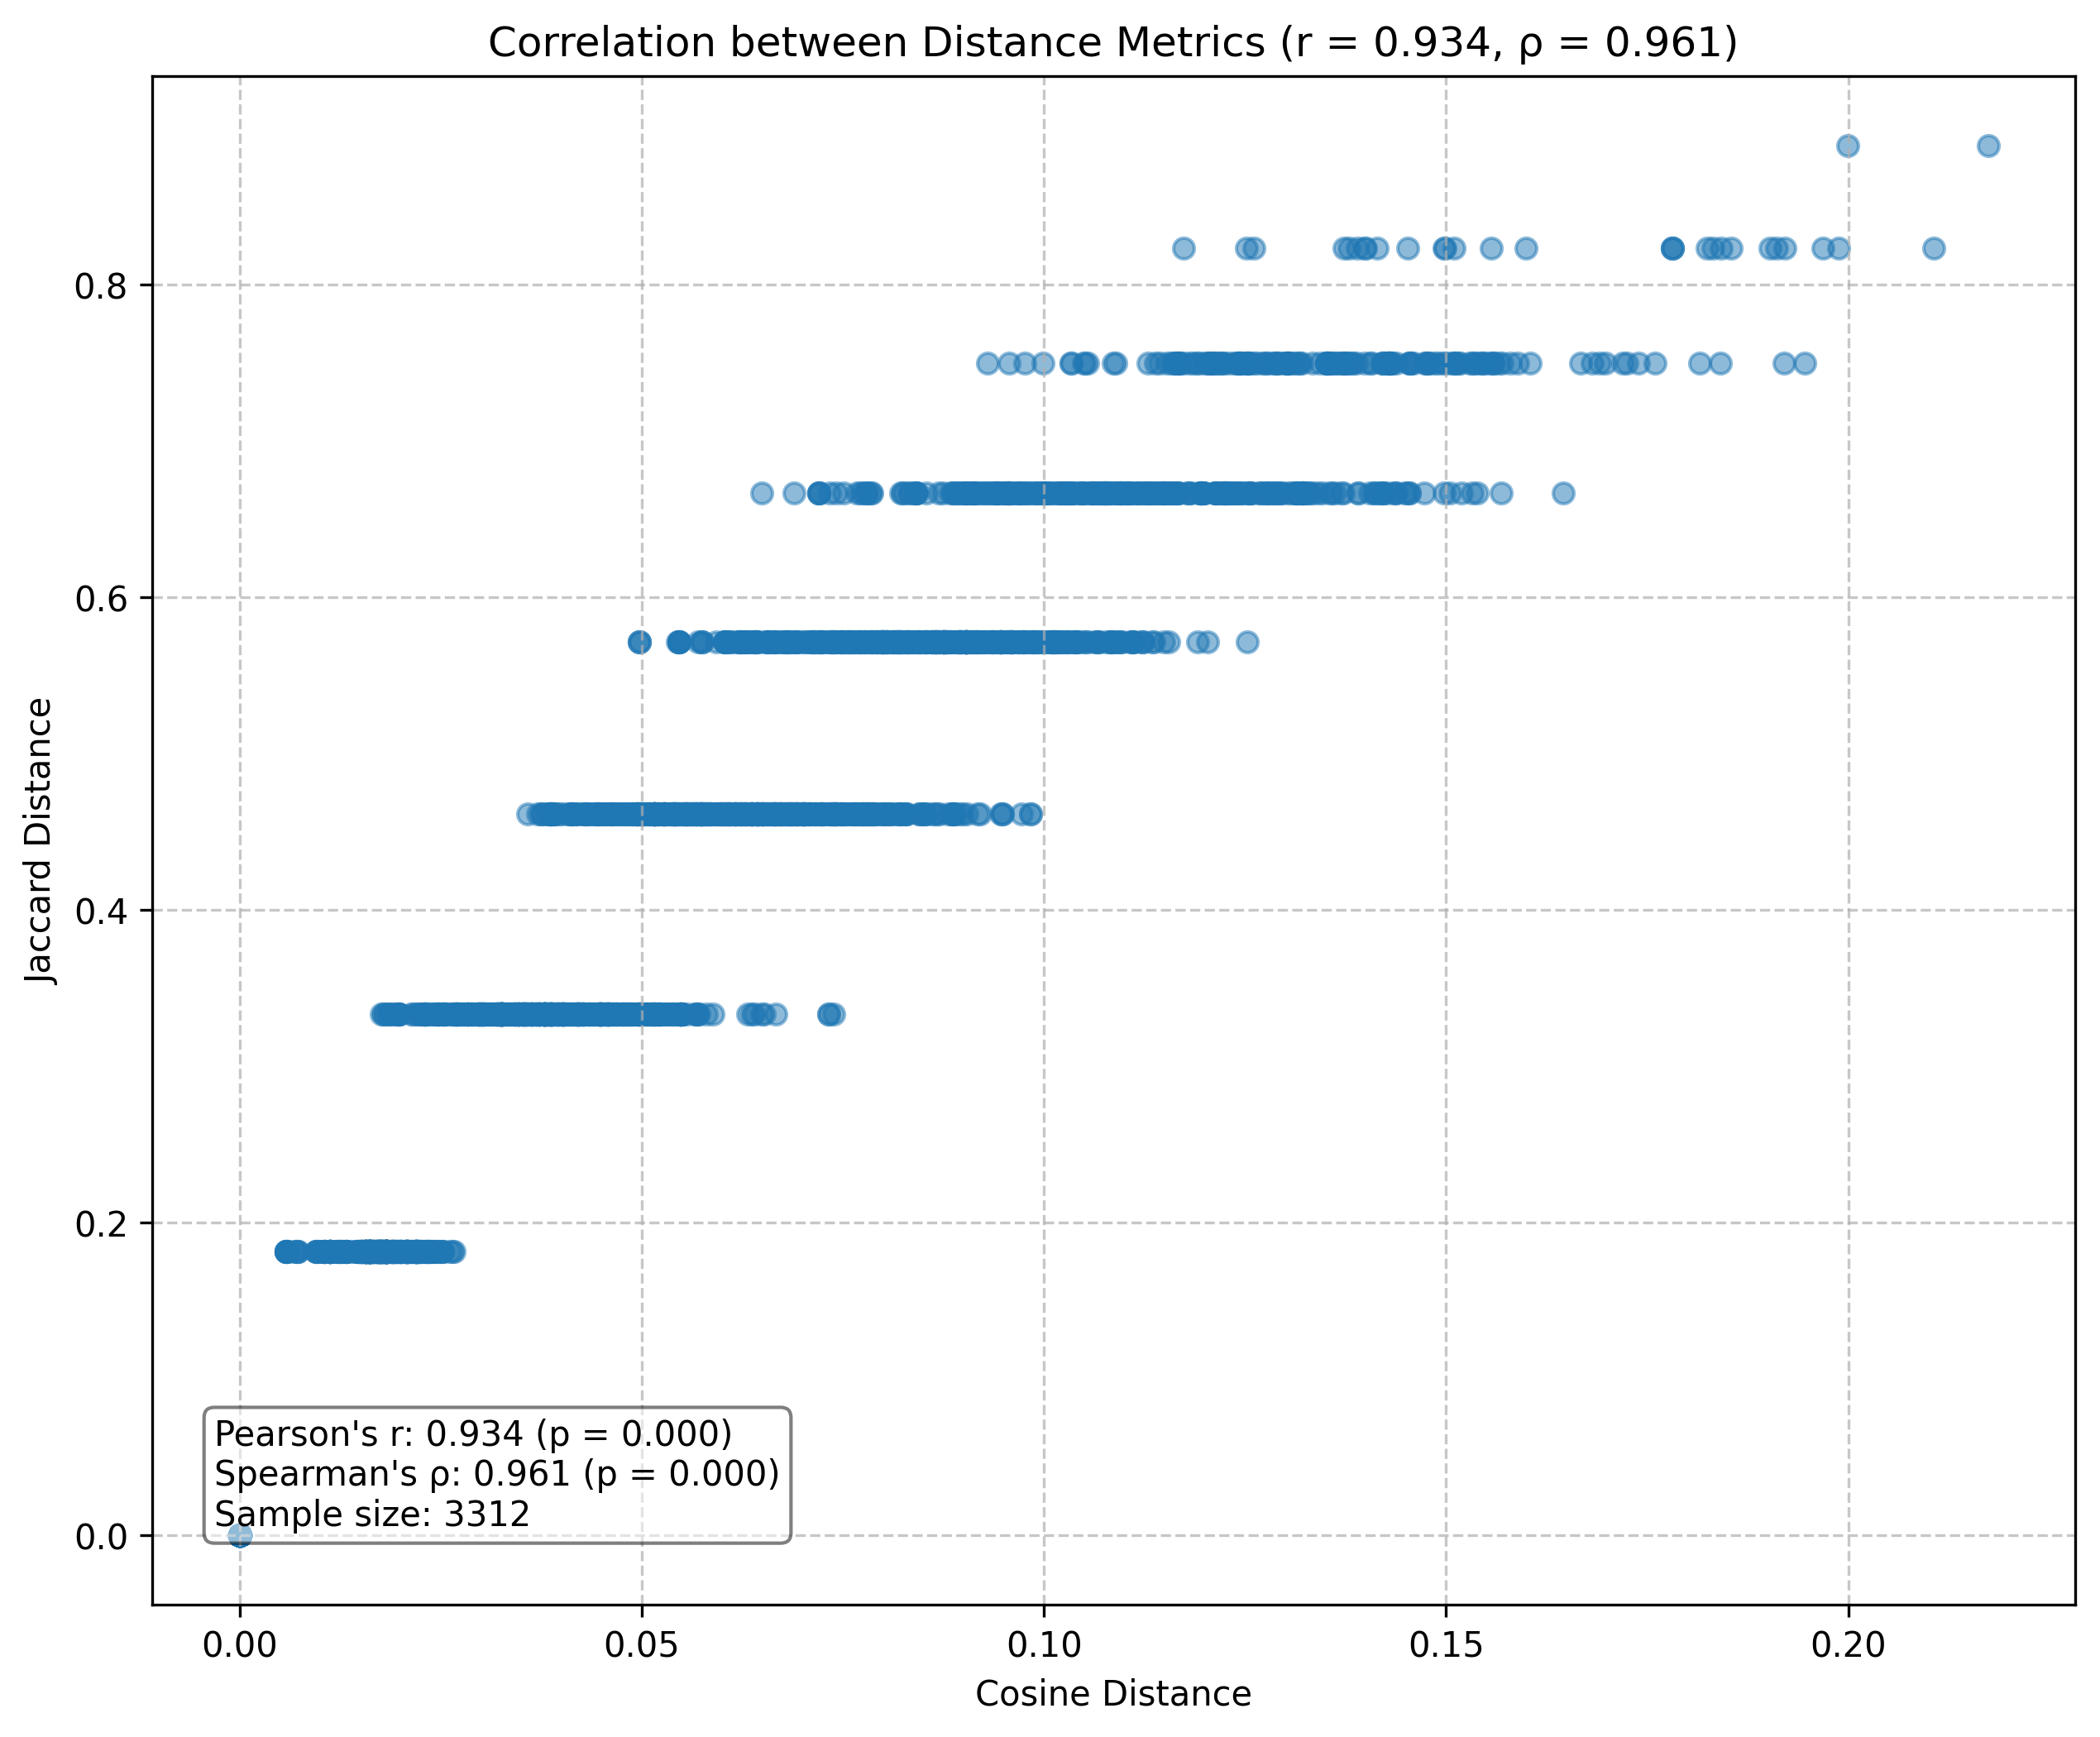 Correlation between Distance Metrics (r = 0.934, ρ = 0.961)
Jaccard Distance
0.8
0.6
0.4
0.2
0.0
Pearson's r: 0.934 (p = 0.000)
Spearman's ρ: 0.961 (p = 0.000)
Sample size: 3312
0.00 0.05 0.10 0.15 0.20
Cosine Distance